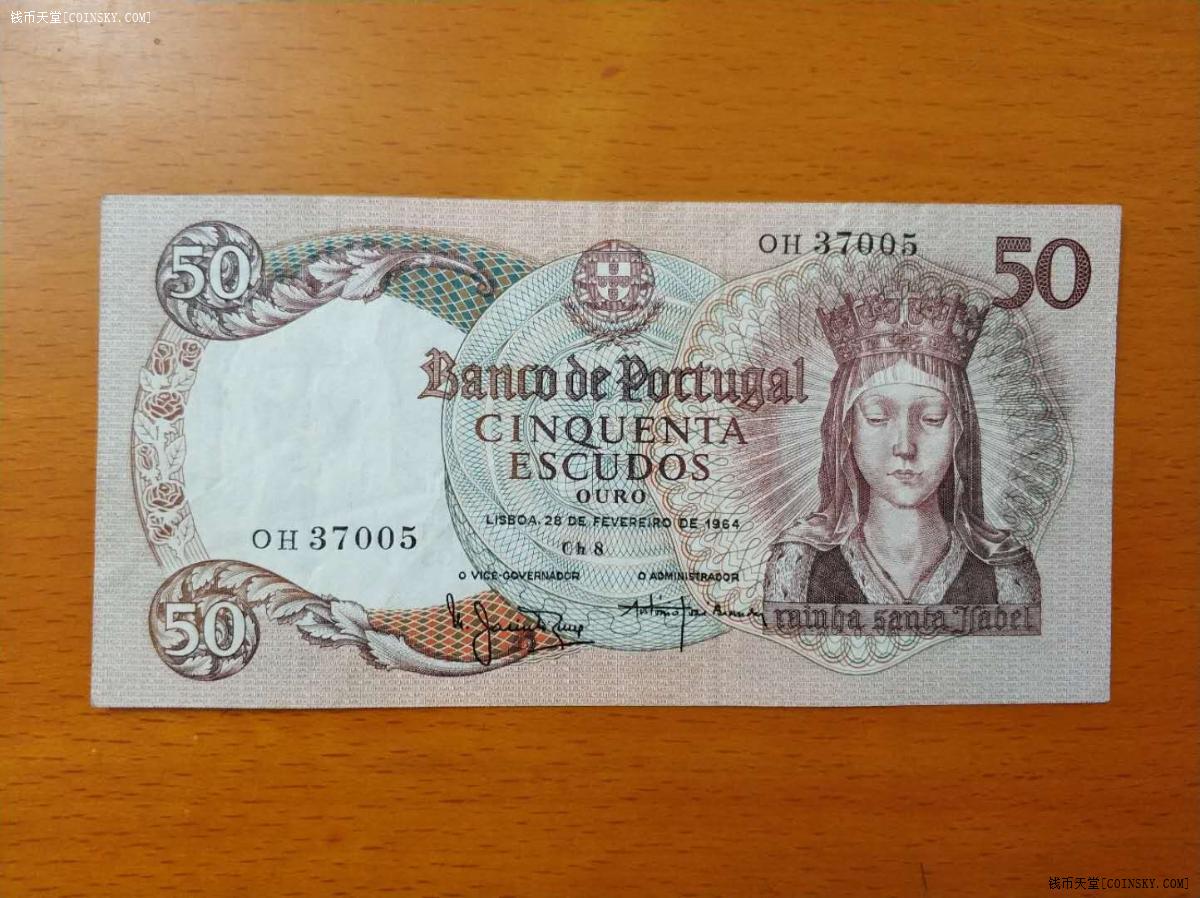 钱币天堂[COINSKY.COM]
50
OH 37005
50
Banco de Portugal
CINQUENTA
ESCUDOS
OURO
LISBOA, 28 DE FEVEREIRO DE 1964
OH 37005
Ch 8
O VICE-GOVERNADOR
O ADMINISTRADOR
50
rainha santa Isabel
钱币天堂[COINSKY.COM]